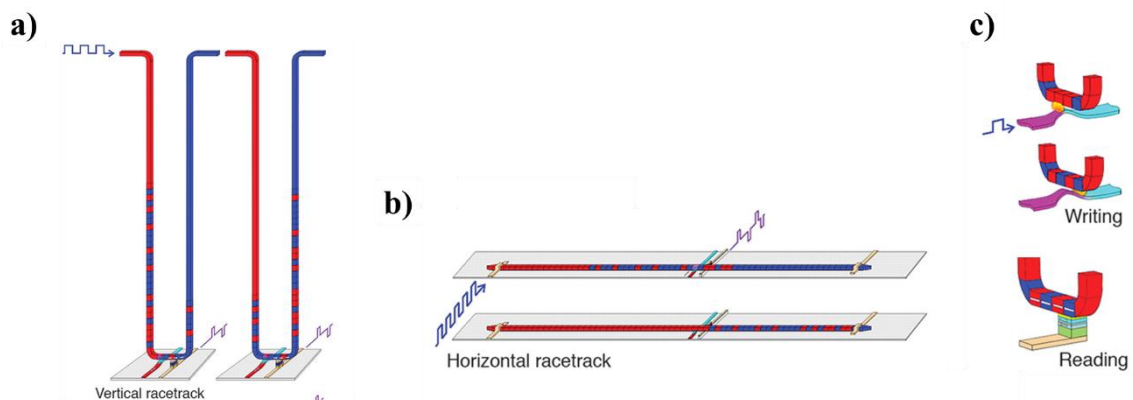 a)
Vertical racetrack
b)
Horizontal racetrack
c)
Writing
Reading